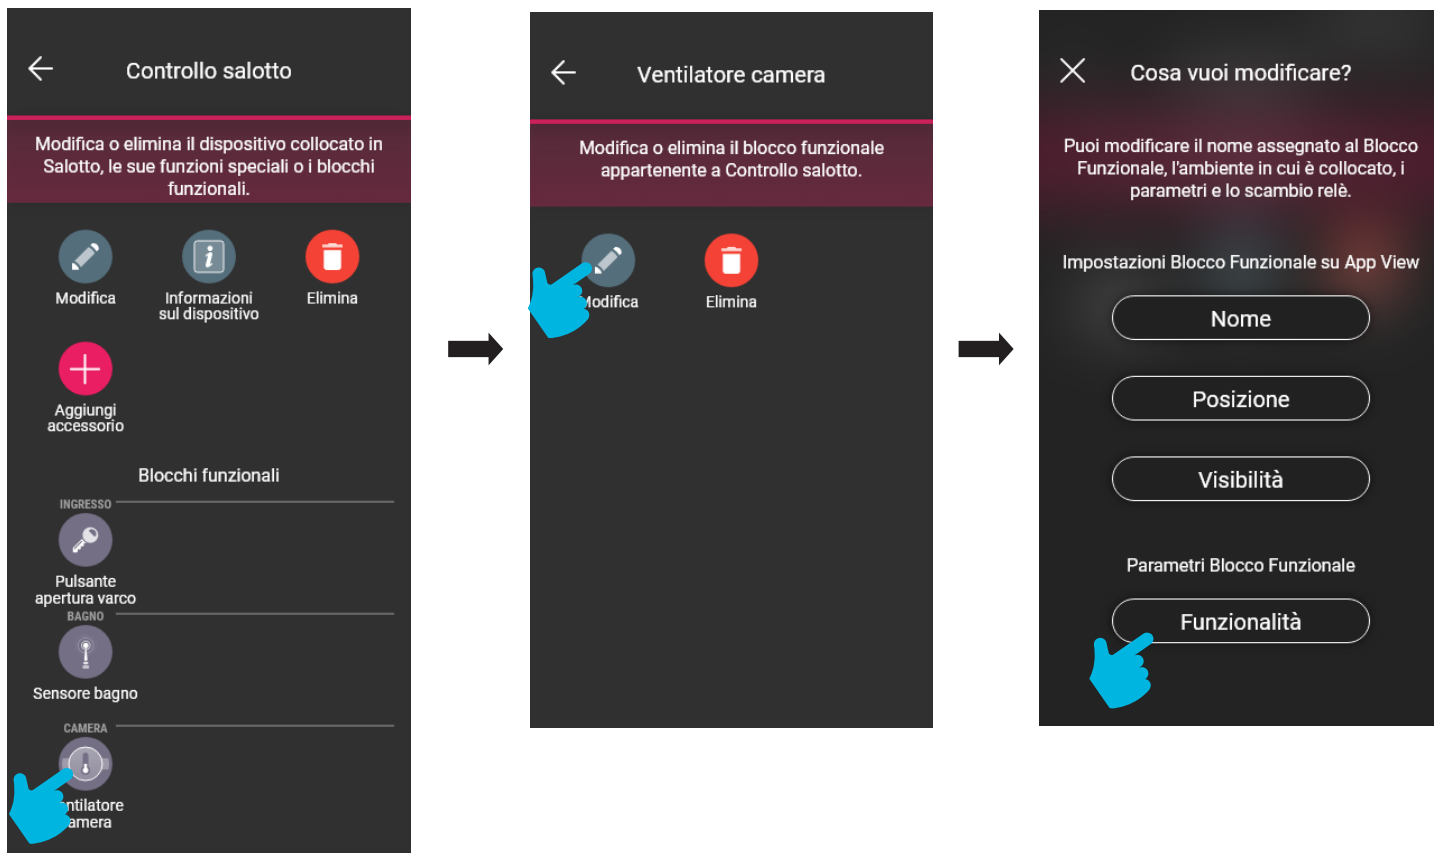 Controllo salotto
Modifica o elimina il dispositivo collocato in
Salotto, le sue funzioni speciali o i blocchi
funzionali.
Modifica
Informazioni
sul dispositivo
Elimina
Aggiungi
accessorio
Blocchi funzionali
INGRESSO
Pulsante
apertura varco
BAGNO
Sensore bagno
CAMERA
ntilatore
amera
Ventilatore camera
Modifica o elimina il blocco funzionale
appartenente a Controllo salotto.
Modifica
Elimina
Cosa vuoi modificare?
Puoi modificare il nome assegnato al Blocco
Funzionale, l'ambiente in cui è collocato, i
parametri e lo scambio relè.
Impostazioni Blocco Funzionale su App View
Nome
Posizione
Visibilità
Parametri Blocco Funzionale
Funzionalità